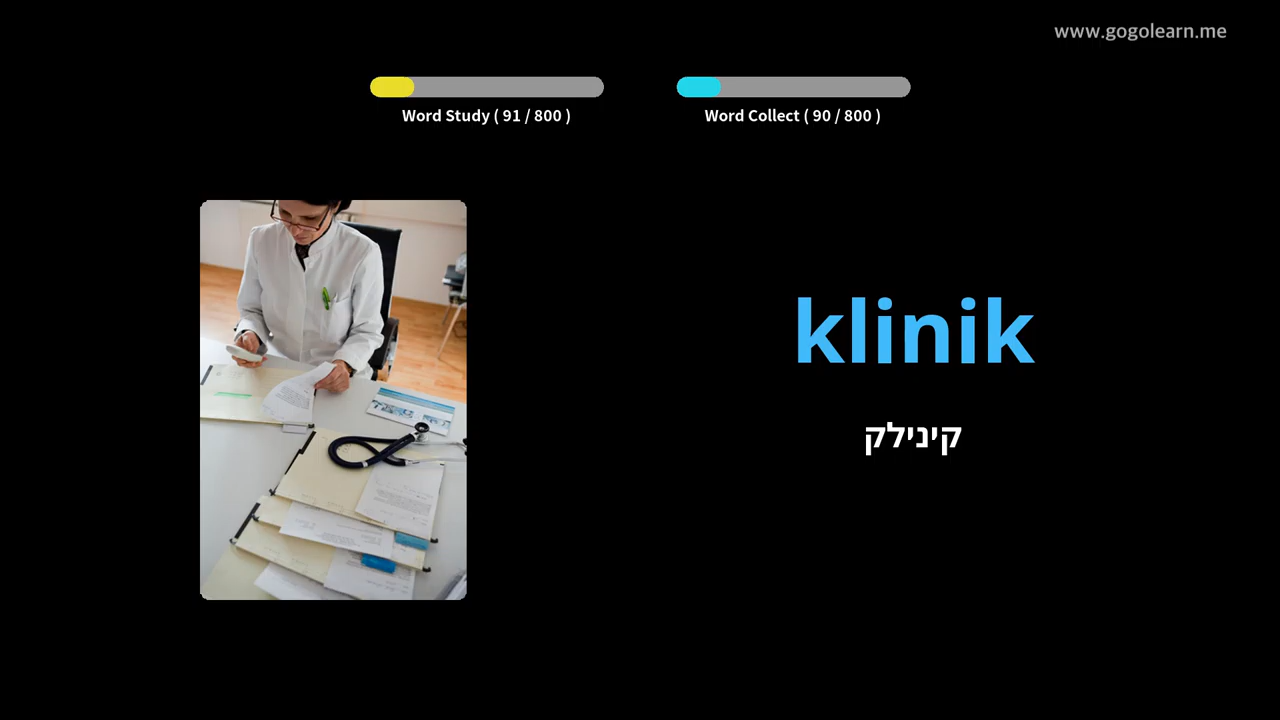 www.gogolearn.me
Word Study ( 91 / 800 )
Word Collect ( 90 / 800 )
klinik
קינילק